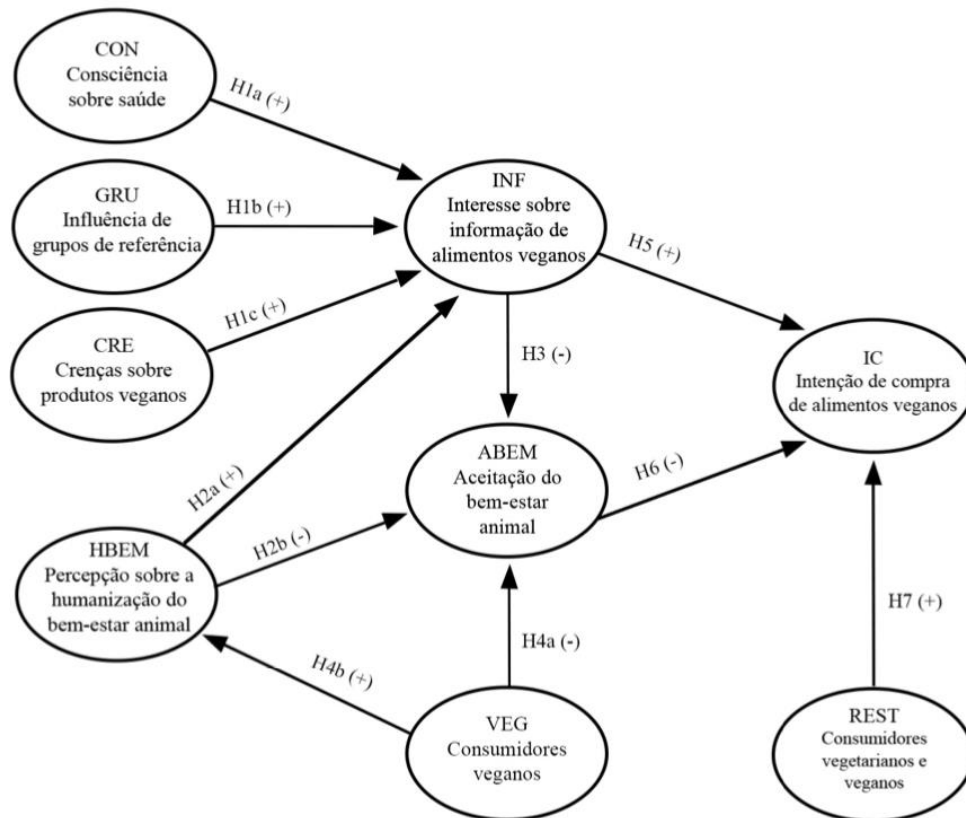 CON
Consciência
sobre saúde
H1a (+)
GRU
Influência de
grupos de referência
H1b (+)
INF
Interesse sobre
informação de
alimentos veganos
H5 (+)
CRE
Crenças sobre
produtos veganos
H1c (+)
H3 (-)
IC
Intenção de compra
de alimentos veganos
H2a (+)
ABEM
Aceitação do
bem-estar
animal
H6 (-)
HBEM
Percepção sobre a
humanização do
bem-estar animal
H2b (-)
H4a (-)
H7 (+)
H4b (+)
VEG
Consumidores
veganos
REST
Consumidores
vegetarianos e
veganos